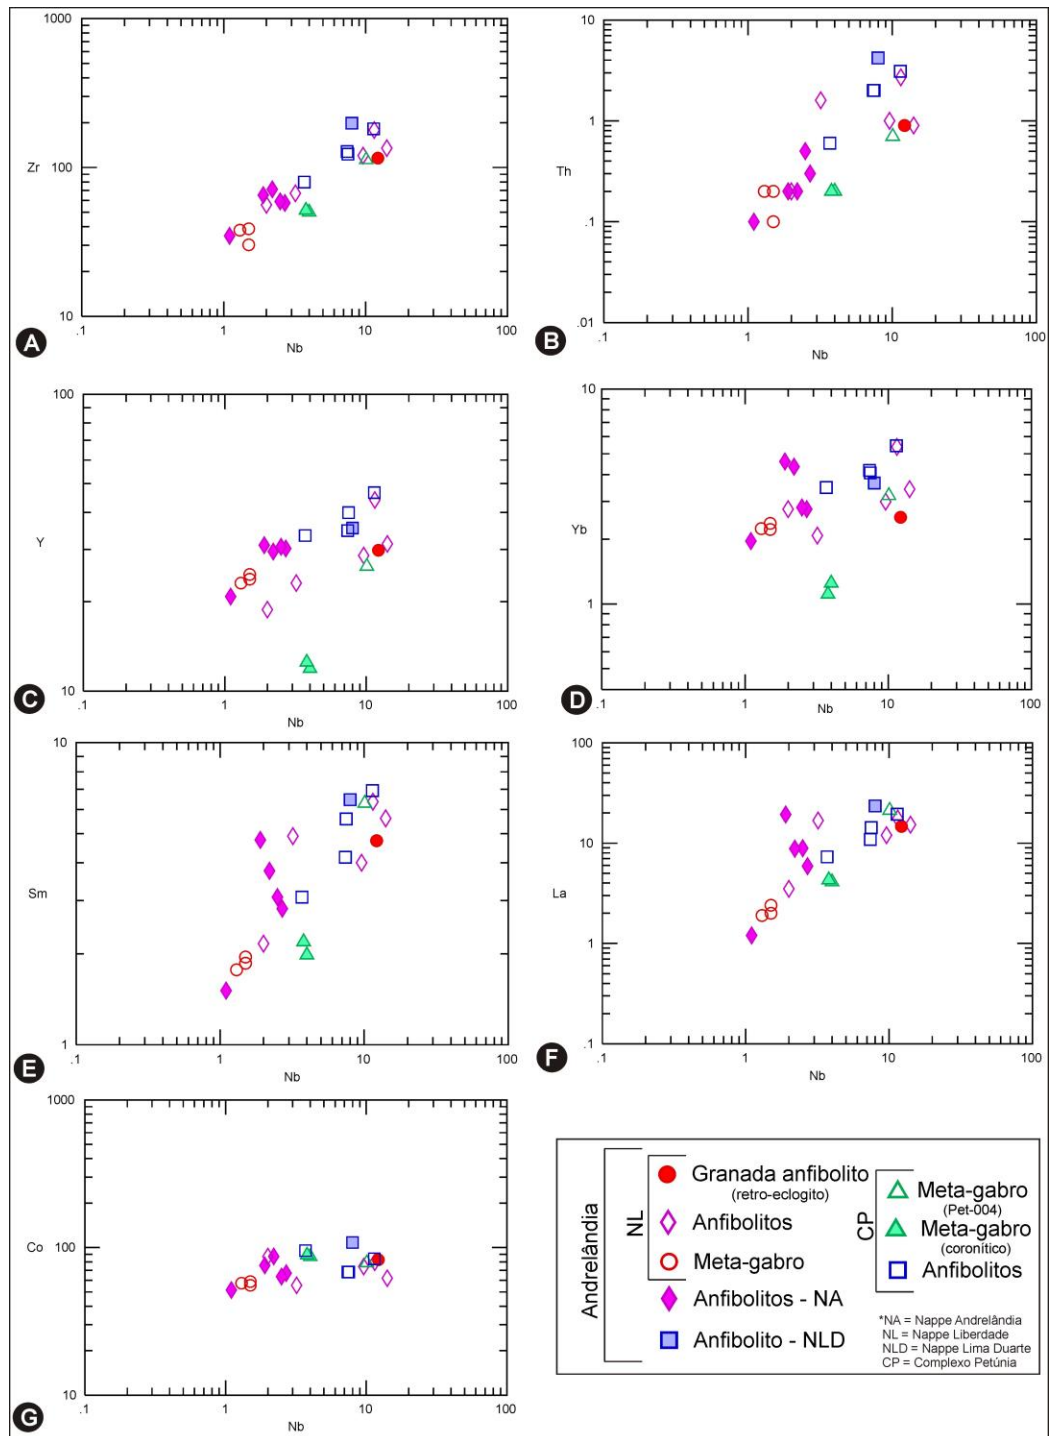 1000
100
10
Zr
.1
1
10
100
Nb
A
10
1
.1
.01
Th
.1
1
10
100
Nb
B
100
10
Y
.1
1
10
100
Nb
C
10
1
Yb
.1
1
10
100
Nb
D
10
1
Sm
.1
1
10
100
Nb
E
100
10
1
.1
La
.1
1
10
100
Nb
F
1000
100
10
Co
.1
1
10
100
Nb
G
Andrelândia
NL
Granada anfibolito
(retro-eclogito)
Anfibolitos
Meta-gabro
Anfibolitos - NA
Anfibolito - NLD
CP
Meta-gabro
(Pet-004)
Meta-gabro
(coronítico)
Anfibolitos
*NA = Nappe Andrelândia
NL = Nappe Liberdade
NLD = Nappe Lima Duarte
CP = Complexo Petúnia